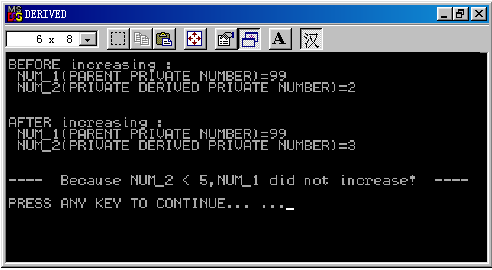 DERIVED
6 x 8 A 汉
BEFORE increasing :
NUM_1(PARENT PRIVATE NUMBER)=99
NUM_2(PRIVATE DERIVED PRIVATE NUMBER)=2
AFTER increasing :
NUM_1(PARENT PRIVATE NUMBER)=99
NUM_2(PRIVATE DERIVED PRIVATE NUMBER)=3
---- Because NUM_2 < 5,NUM_1 did not increase! ----
PRESS ANY KEY TO CONTINUE... ..._